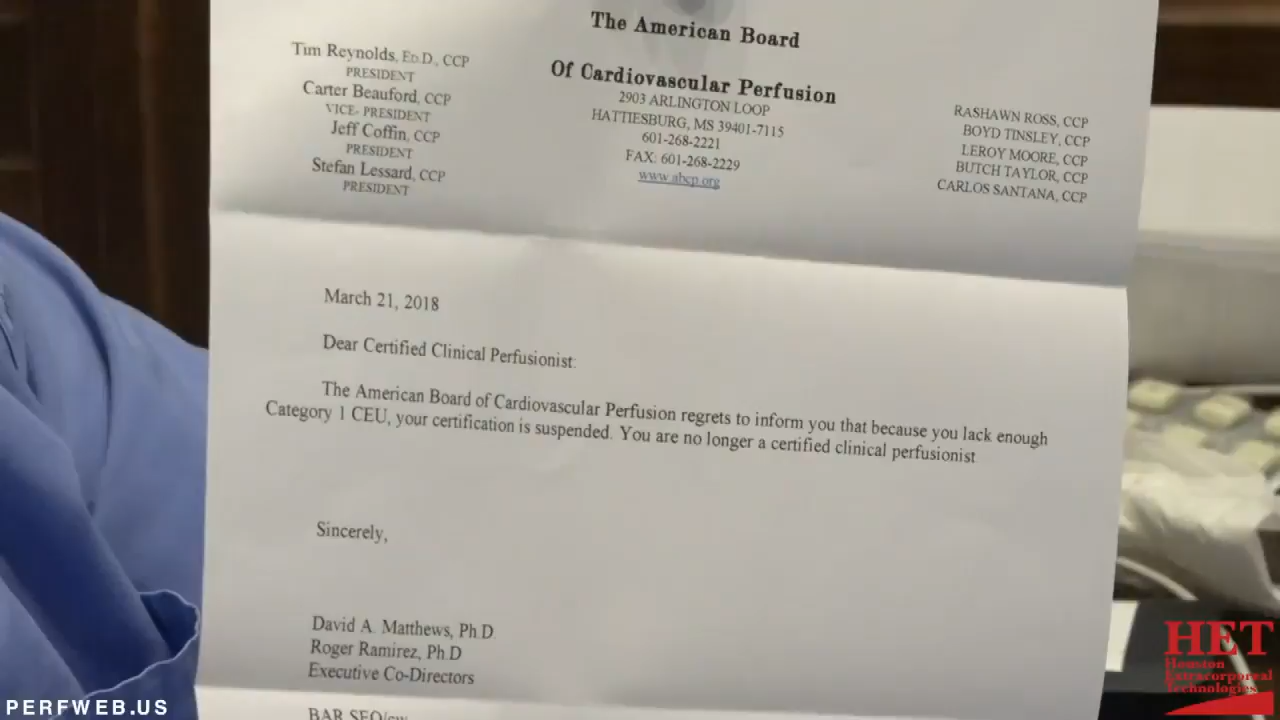 The American Board
Of Cardiovascular Perfusion
2903 ARLINGTON LOOP
HATTIESBURG, MS 39401-7115
601-268-2221
FAX: 601-268-2229
www.abcp.org
Tim Reynolds, ED.D., CCP
PRESIDENT
Carter Beauford, CCP
VICE- PRESIDENT
Jeff Coffin, CCP
PRESIDENT
Stefan Lessard, CCP
PRESIDENT
RASHAWN ROSS, CCP
BOYD TINSLEY, CCP
LEROY MOORE, CCP
BUTCH TAYLOR, CCP
CARLOS SANTANA, CCP
March 21, 2018
Dear Certified Clinical Perfusionist:
The American Board of Cardiovascular Perfusion regrets to inform you that because you lack enough
Category 1 CEU, your certification is suspended. You are no longer a certified clinical perfusionist
Sincerely,
David A. Matthews, Ph.D.
Roger Ramirez, Ph.D
Executive Co-Directors
BAR SEO/
HET
Houston
Extracorporeal
Technologies
PERFWEB.US